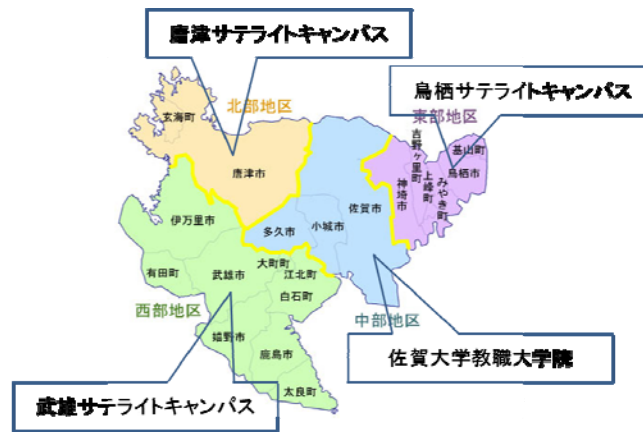 唐津サテライトキャンパス
鳥栖サテライトキャンパス
北部地区
東部地区
玄海町
唐津市
吉野ヶ里町
基山町
鳥栖市
みやき町
上峰町
神埼市
佐賀市
小城市
多久市
伊万里市
大町町
江北町
有田町
武雄市
白石町
西部地区
中部地区
嬉野市
鹿島市
太良町
佐賀大学教職大学院
武雄サテライトキャンパス